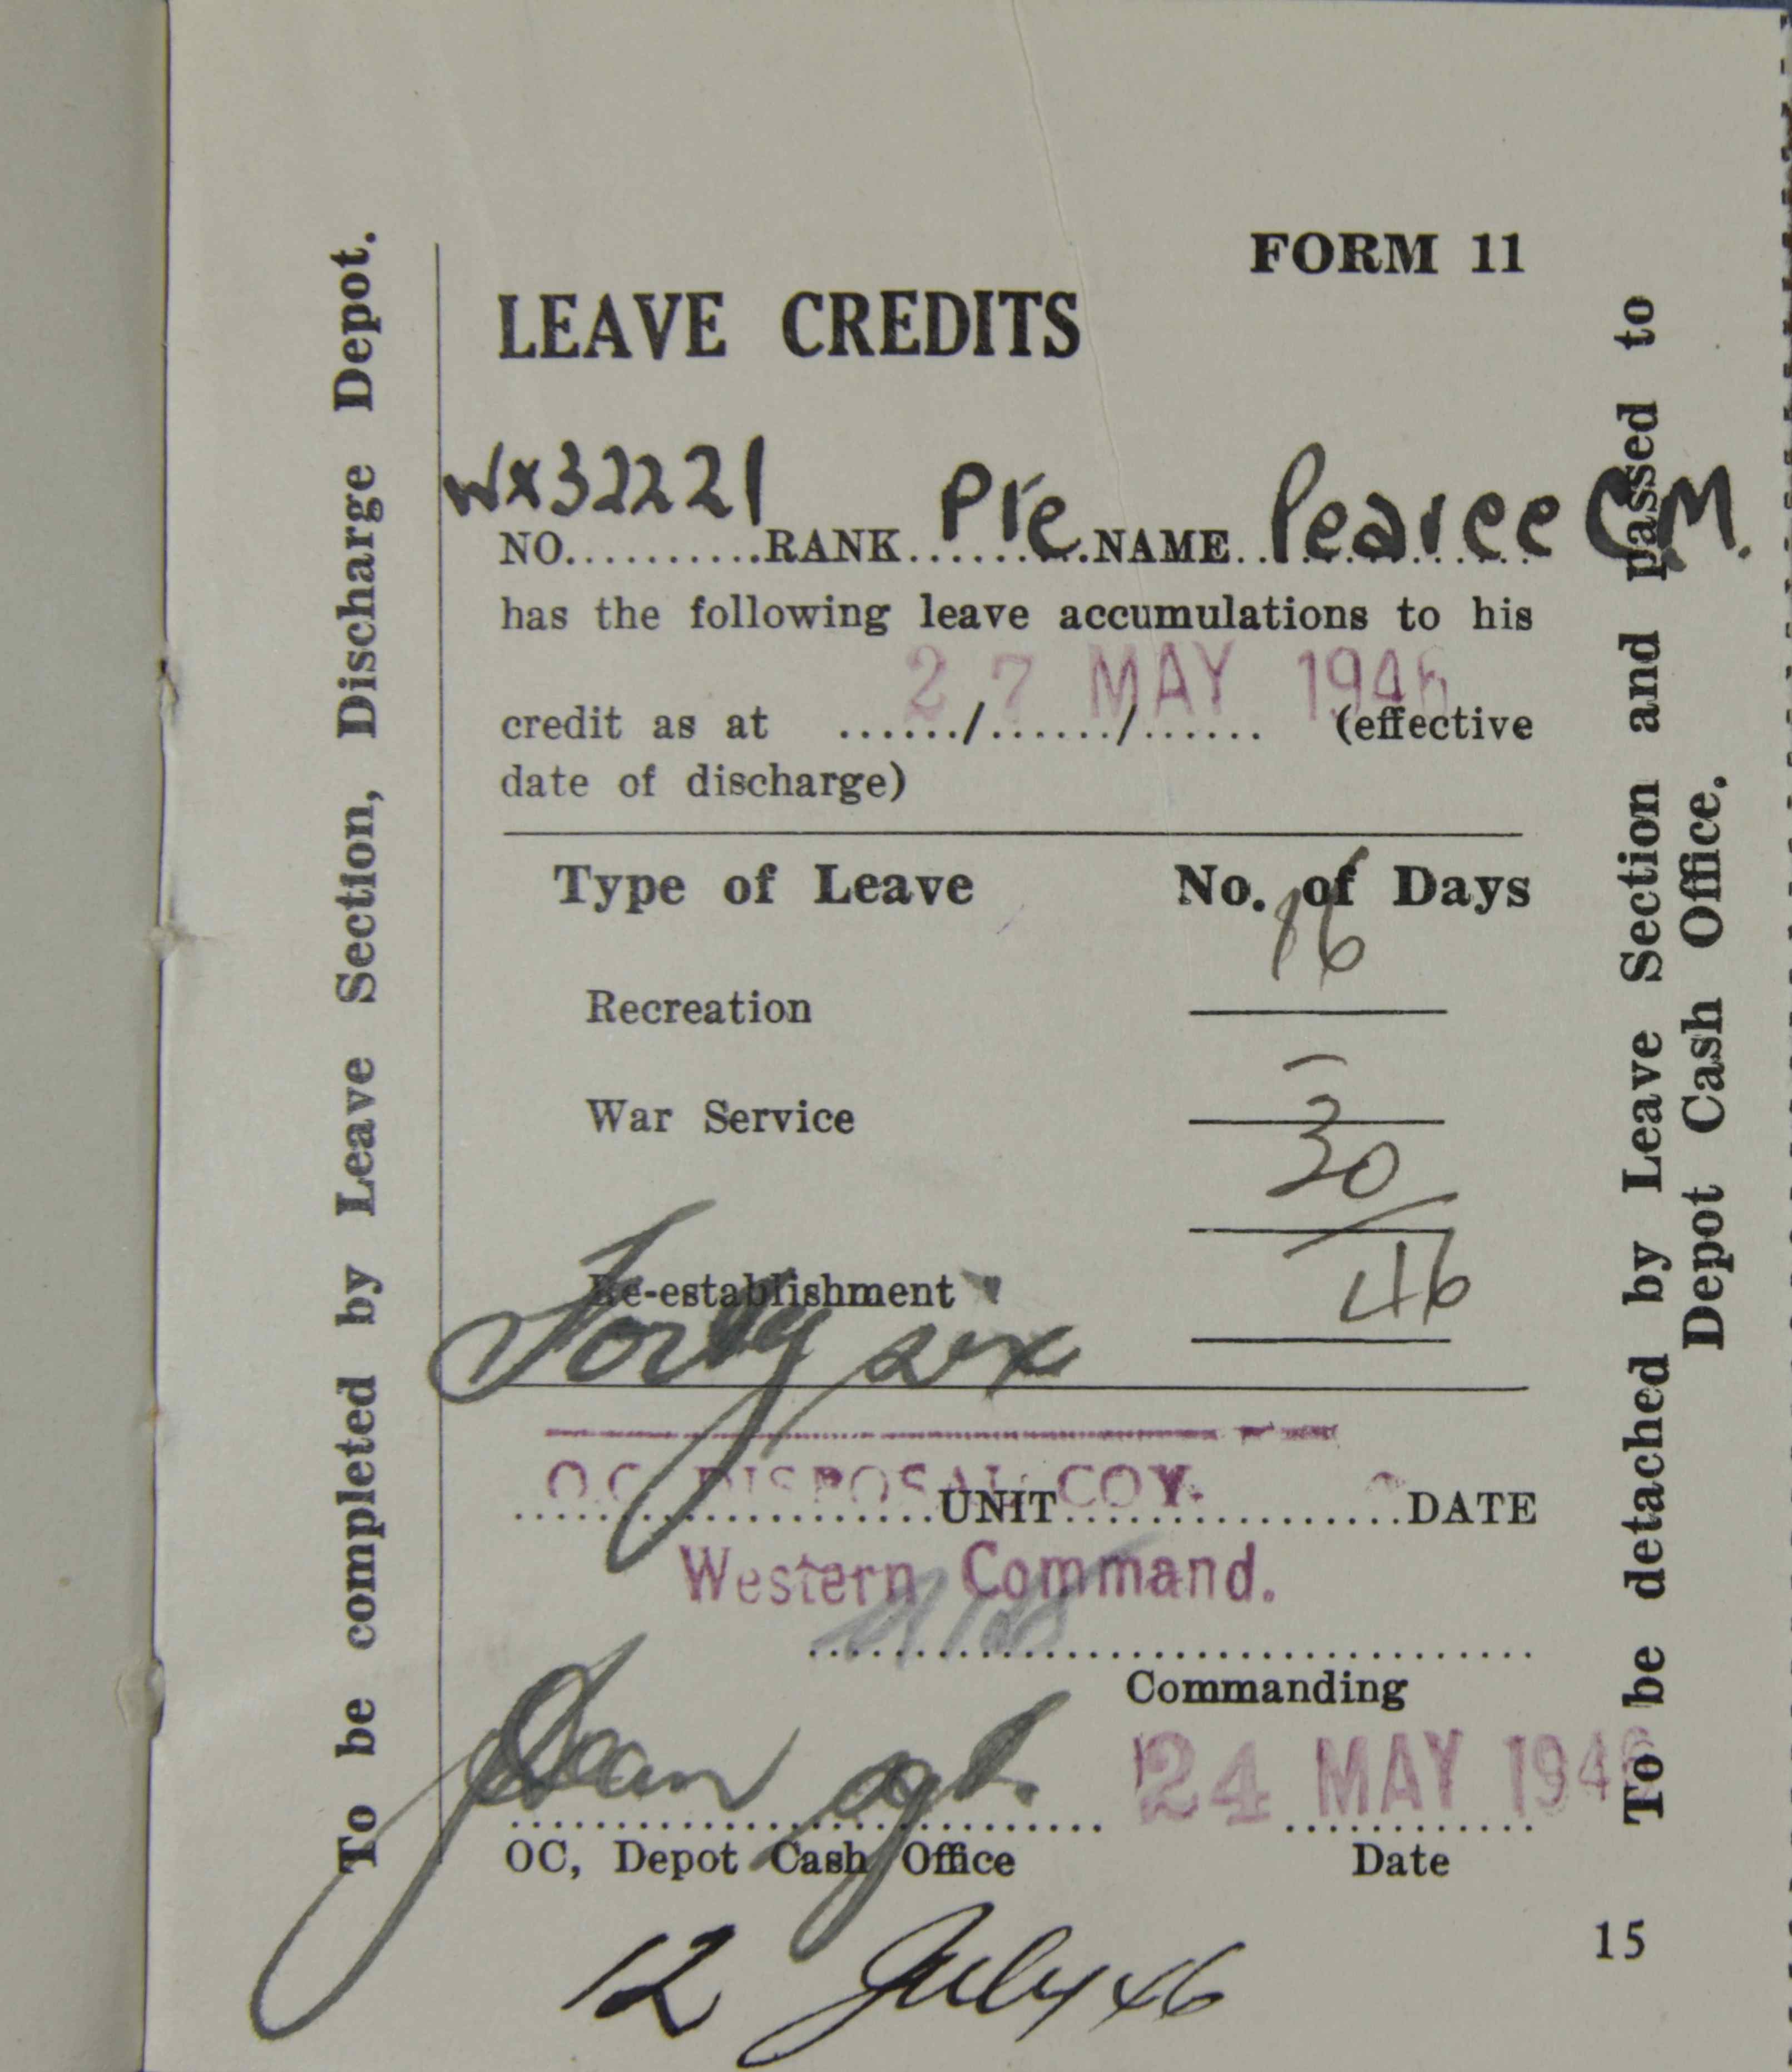 FORM 11
LEAVE CREDITS
WX32221 Pte Pearce C.M.
NO...........RANK..........NAME................
has the following leave accumulations to his
27 MAY 1946
credit as at ....../....../...... (effective
date of discharge)
Type of Leave No. of Days
16
Recreation
—
War Service
30
Re-establishment 46
Forty six
O.C. DISPOSAL COY.
......................UNIT..................DATE
Western Command.
Commanding
24 MAY 1946
OC, Depot Cash Office Date
12 July 46
15
To be completed by Leave Section, Discharge Depot.
To be detached by Leave Section and passed to
Depot Cash Office.